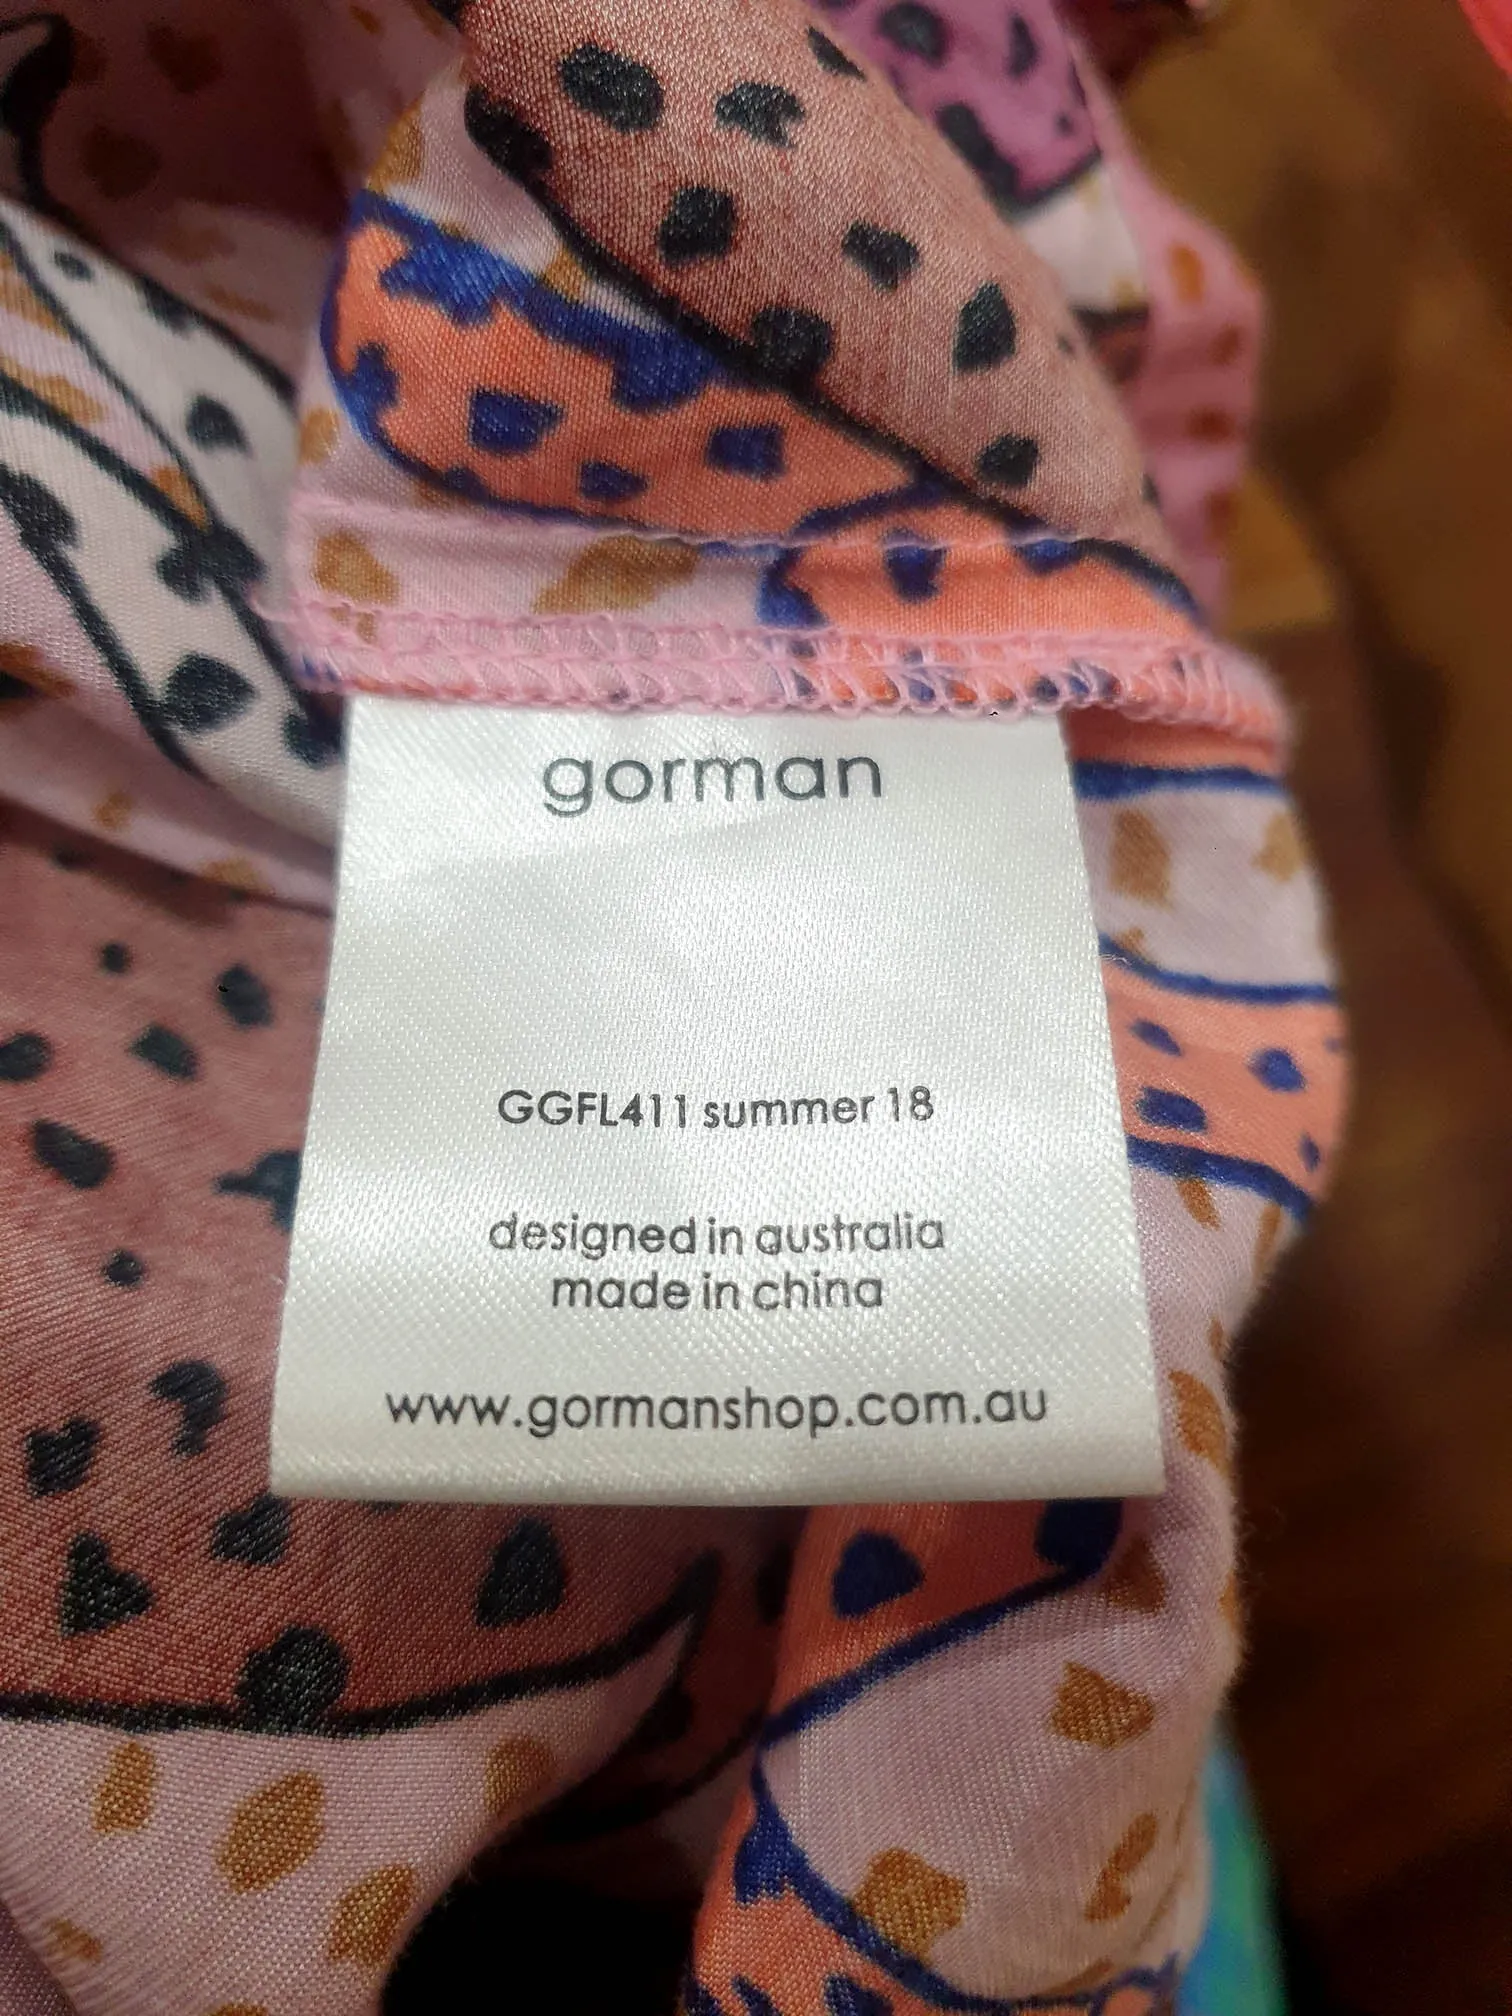 gorman
GGFL411 summer 18
designed in australia
made in china
www.gormanshop.com.au